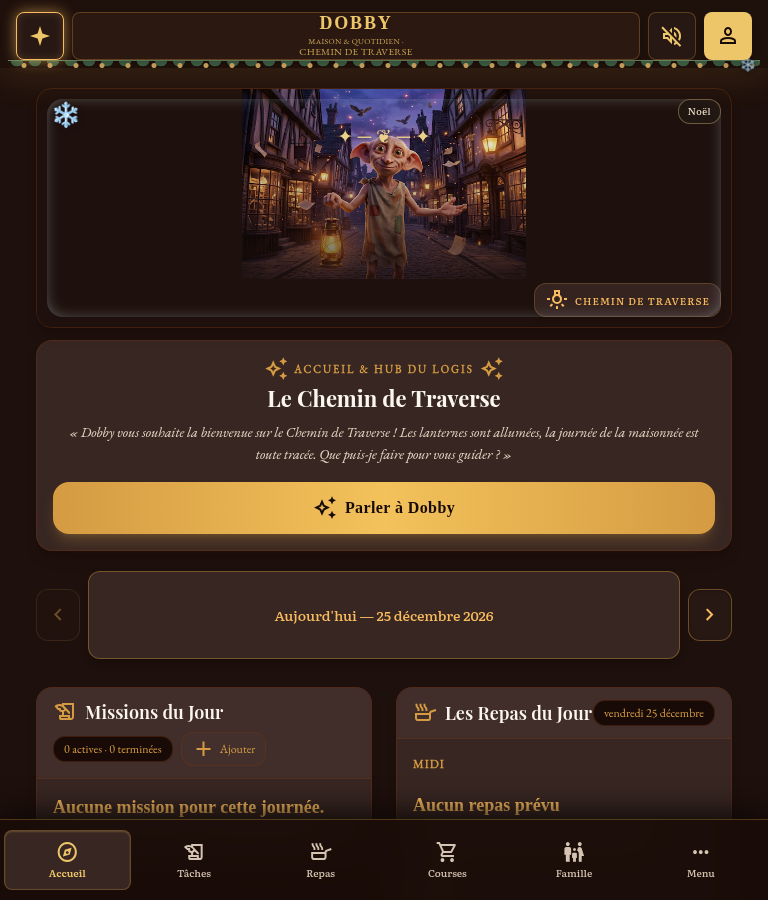 DOBBY
MAISON & QUOTIDIEN ·
CHEMIN DE TRAVERSE
Noël
CHEMIN DE TRAVERSE
ACCUEIL & HUB DU LOGIS
Le Chemin de Traverse
« Dobby vous souhaite la bienvenue sur le Chemin de Traverse ! Les lanternes sont allumées, la journée de la maisonnée est
toute tracée. Que puis-je faire pour vous guider ? »
Parler à Dobby
Aujourd'hui — 25 décembre 2026
Missions du Jour
0 actives · 0 terminées
Ajouter
Aucune mission pour cette journée.
Les Repas du Jour
vendredi 25 décembre
MIDI
Aucun repas prévu
Accueil
Tâches
Repas
Courses
Famille
Menu